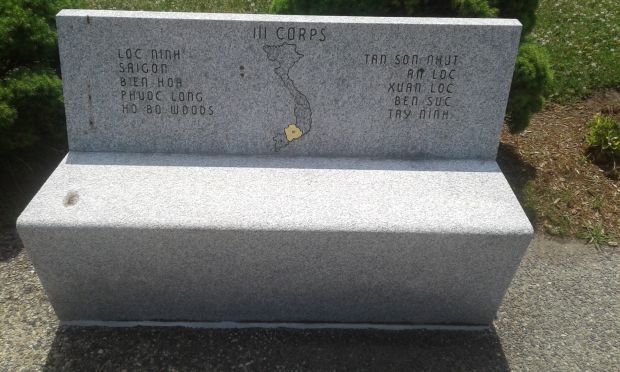 III CORPS
LOC NINH
SAIGON
BIEN HOA
PHUOC LONG
HO BO WOODS
TAN SON NHUT
AN LOC
XUAN LOC
BEN SUC
TAY NINH